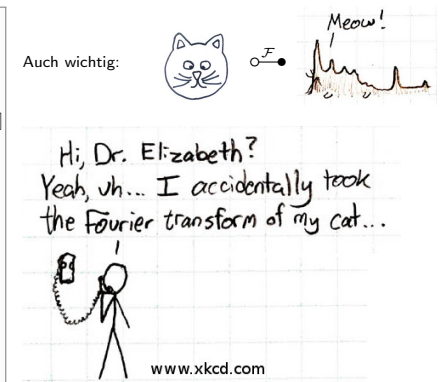 Meow!
Auch wichtig:
F
Hi, Dr. Elizabeth?
Yeah, uh... I accidentally took
the Fourier transform of my cat...
www.xkcd.com